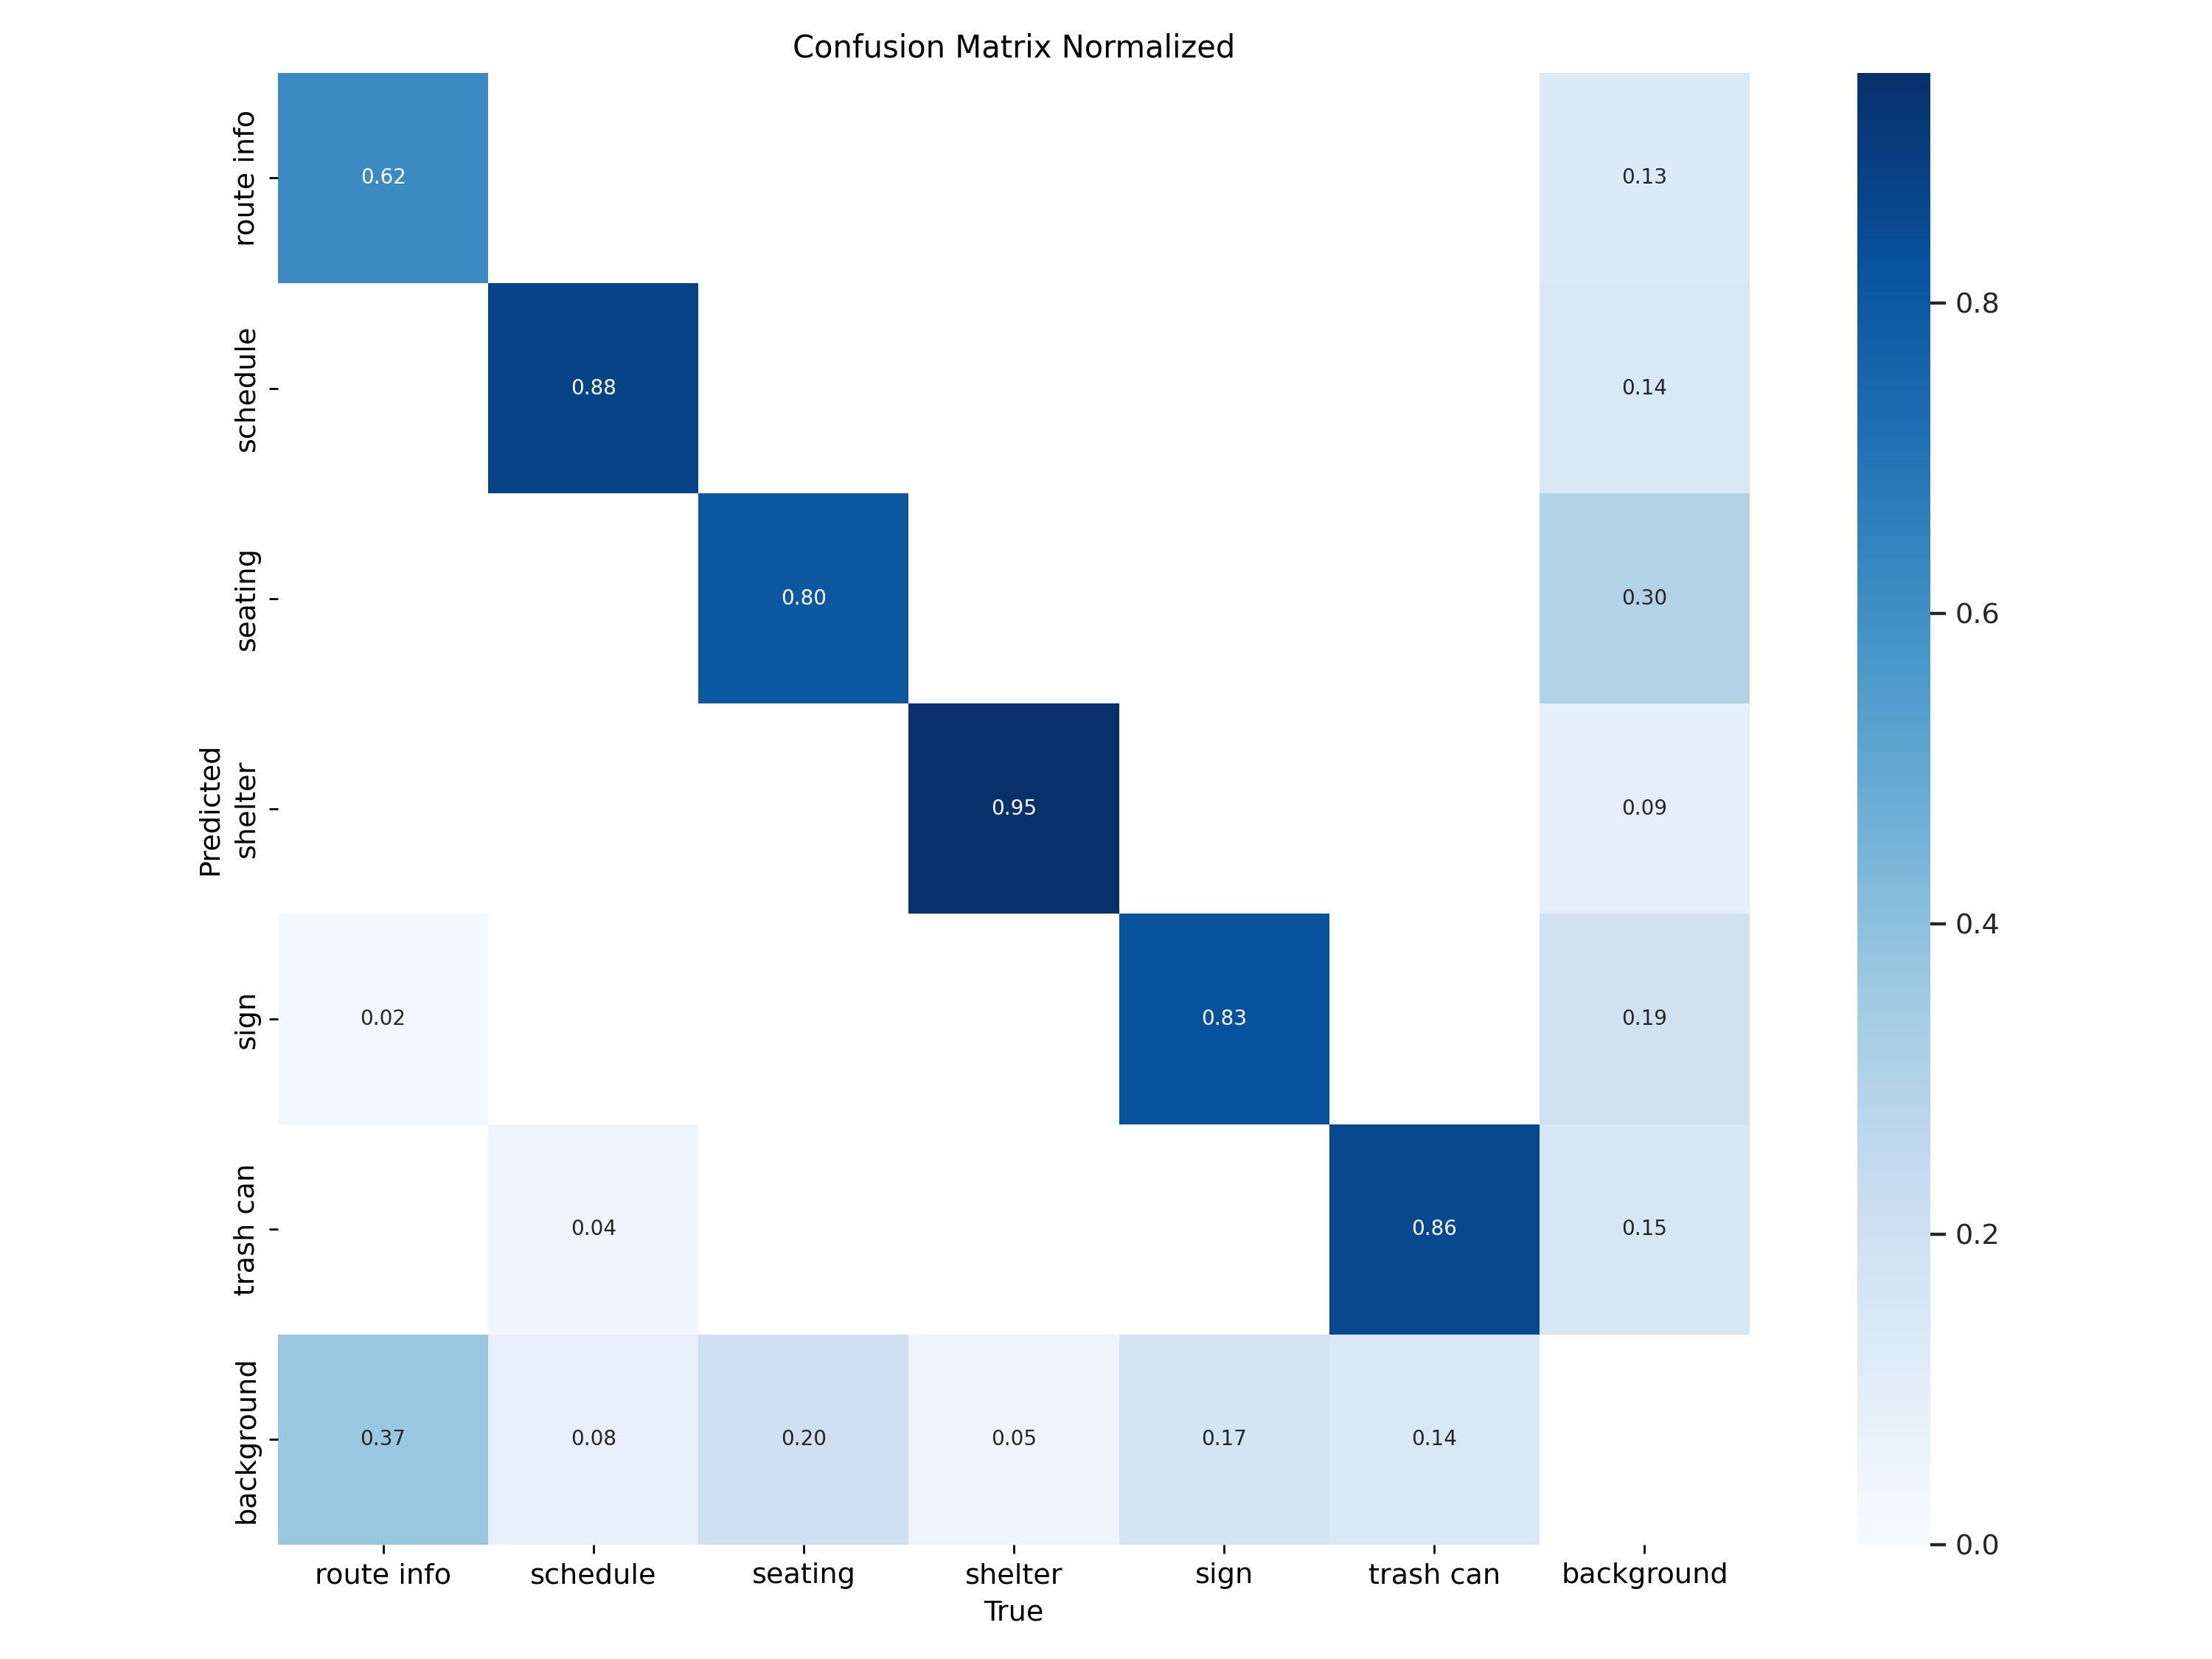 Confusion Matrix Normalized
route info
0.62
0.13
schedule
0.88
0.14
0.8
seating
0.80
0.30
0.6
Predicted
shelter
0.95
0.09
0.4
sign
0.02
0.83
0.19
trash can
0.04
0.86
0.15
0.2
background
0.37
0.08
0.20
0.05
0.17
0.14
0.0
route info
schedule
seating
shelter
sign
trash can
background
True